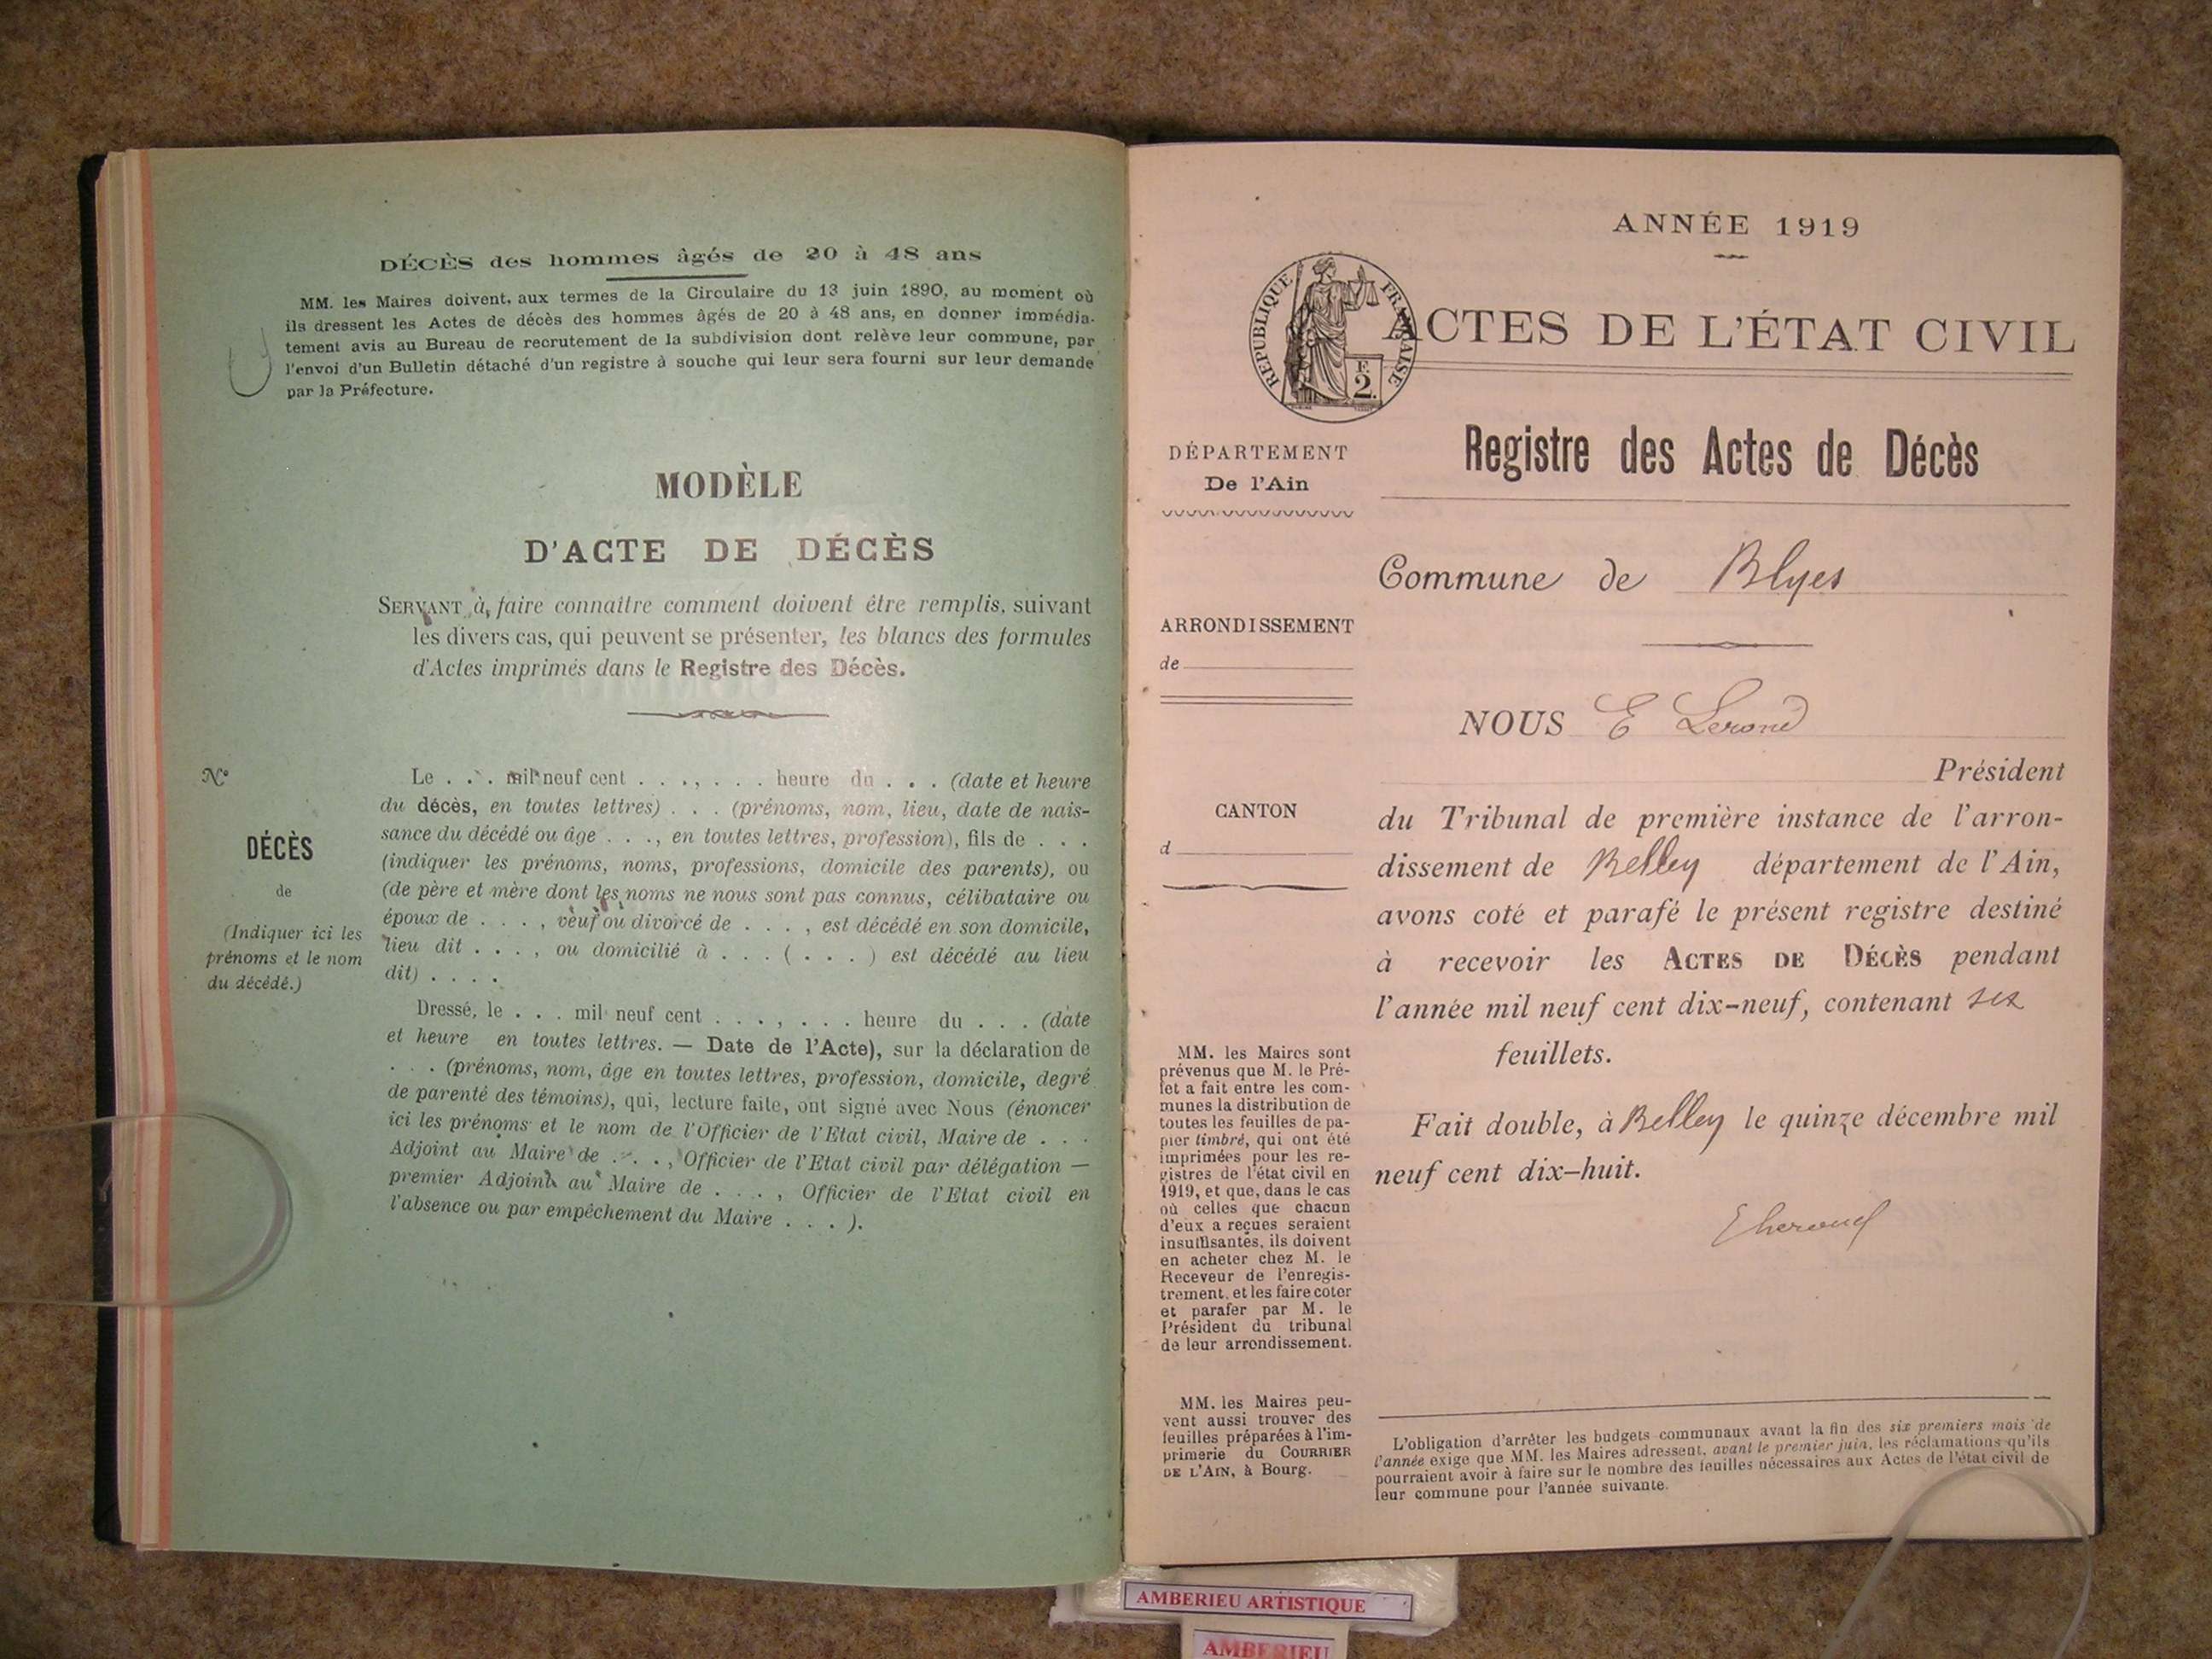 DÉCÈS des hommes âgés de 20 à 48 ans
MM. les Maires doivent, aux termes de la Circulaire du 13 juin 1890, au moment où
ils dressent les Actes de décès des hommes âgés de 20 à 48 ans, en donner immédia-
tement avis au Bureau de recrutement de la subdivision dont relève leur commune, par
l'envoi d'un Bulletin détaché d'un registre à souche qui leur sera fourni sur leur demande
par la Préfecture.
MODÈLE
D'ACTE DE DÉCÈS
SERVANT à faire connaître comment doivent être remplis, suivant
les divers cas, qui peuvent se présenter, les blancs des formules
d'Actes imprimés dans le Registre des Décès.
N°
DÉCÈS
de
(Indiquer ici les
prénoms et le nom
du décédé.)
Le . . . mil neuf cent . . . , . . . heure du . . . (date et heure
du décès, en toutes lettres) . . . (prénoms, nom, lieu, date de nais-
sance du décédé ou âge . . ., en toutes lettres, profession), fils de . . .
(indiquer les prénoms, noms, professions, domicile des parents), ou
(de père et mère dont les noms ne nous sont pas connus, célibataire ou
époux de . . . , veuf ou divorcé de . . . , est décédé en son domicile,
lieu dit . . . , ou domicilié à . . . ( . . . ) est décédé au lieu
dit) . . . .
Dressé, le . . . mil neuf cent . . . , . . . heure du . . . (date
et heure en toutes lettres. — Date de l'Acte), sur la déclaration de
. . . (prénoms, nom, âge en toutes lettres, profession, domicile, degré
de parenté des témoins), qui, lecture faite, ont signé avec Nous (énoncer
ici les prénoms et le nom de l'Officier de l'Etat civil, Maire de . . .
Adjoint au Maire de . . . , Officier de l'Etat civil par délégation —
premier Adjoint au Maire de . . . , Officier de l'Etat civil en
l'absence ou par empêchement du Maire . . . ).
ANNÉE 1919
RÉPUBLIQUE FRANÇAISE
F.
2.
ACTES DE L'ÉTAT CIVIL
DÉPARTEMENT
De l'Ain
Registre des Actes de Décès
Commune de Blyes
ARRONDISSEMENT
de
NOUS E
Président
CANTON
d
du Tribunal de première instance de l'arron-
dissement de Belley département de l'Ain,
avons coté et parafé le présent registre destiné
à recevoir les ACTES DE DÉCÈS pendant
l'année mil neuf cent dix-neuf, contenant six
feuillets.
Fait double, à Belley le quinze décembre mil
neuf cent dix-huit.
MM. les Maires sont
prévenus que M. le Pré-
fet a fait entre les com-
munes la distribution de
toutes les feuilles de pa-
pier timbré, qui ont été
imprimées pour les re-
gistres de l'état civil en
1919, et que, dans le cas
où celles que chacun
d'eux a reçues seraient
insuffisantes, ils doivent
en acheter chez M. le
Receveur de l'enregis-
trement, et les faire coter
et parafer par M. le
Président du tribunal
de leur arrondissement.
MM. les Maires peu-
vent aussi trouver des
feuilles préparées à l'im-
primerie du COURRIER
DE L'AIN, à Bourg.
L'obligation d'arrêter les budgets communaux avant la fin des six premiers mois de
l'année exige que MM. les Maires adressent, avant le premier juin, les réclamations qu'ils
pourraient avoir à faire sur le nombre des feuilles nécessaires aux Actes de l'état civil de
leur commune pour l'année suivante.
AMBERIEU ARTISTIQUE
AMBERIEU